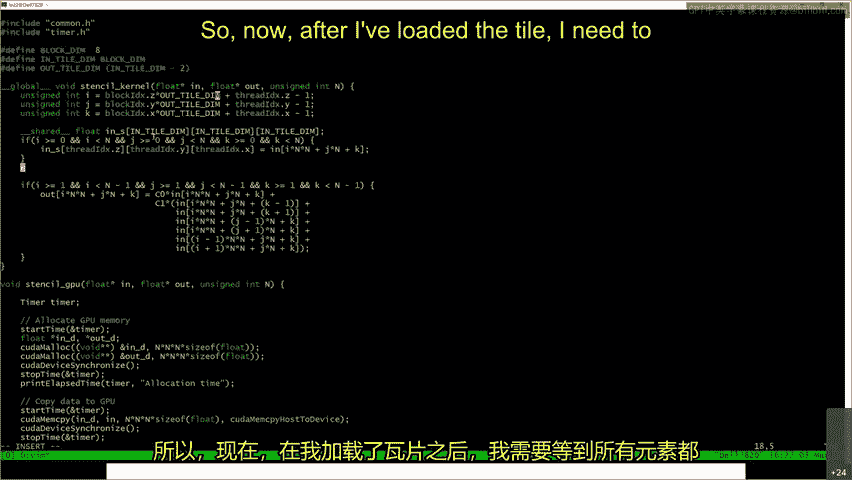 So, now, after I've loaded the tile, I need to
#include "common.h"
#include "timer.h"
#define BLOCK_DIM 8
#define IN_TILE_DIM BLOCK_DIM
#define OUT_TILE_DIM (IN_TILE_DIM - 2)
__global__ void stencil_kernel(float* in, float* out, unsigned int N) {
unsigned int i = blockIdx.z*OUT_TILE_DIM + threadIdx.z - 1;
unsigned int j = blockIdx.y*OUT_TILE_DIM + threadIdx.y - 1;
unsigned int k = blockIdx.x*OUT_TILE_DIM + threadIdx.x - 1;
__shared__ float in_s[IN_TILE_DIM][IN_TILE_DIM][IN_TILE_DIM];
if(i >= 0 && i < N && j >= 0 && j < N && k >= 0 && k < N) {
in_s[threadIdx.z][threadIdx.y][threadIdx.x] = in[i*N*N + j*N + k];
}
if(i >= 1 && i < N - 1 && j >= 1 && j < N - 1 && k >= 1 && k < N - 1) {
out[i*N*N + j*N + k] = C0*in[i*N*N + j*N + k] +
C1*(in[i*N*N + j*N + (k - 1)] +
in[i*N*N + j*N + (k + 1)] +
in[i*N*N + (j - 1)*N + k] +
in[i*N*N + (j + 1)*N + k] +
in[(i - 1)*N*N + j*N + k] +
in[(i + 1)*N*N + j*N + k]);
}
}
void stencil_gpu(float* in, float* out, unsigned int N) {
Timer timer;
// Allocate GPU memory
startTime(&timer);
float *in_d, *out_d;
cudaMalloc((void**) &in_d, N*N*N*sizeof(float));
cudaMalloc((void**) &out_d, N*N*N*sizeof(float));
cudaDeviceSynchronize();
stopTime(&timer);
printElapsedTime(timer, "Allocation time");
// Copy data to GPU
startTime(&timer);
cudaMemcpy(in_d, in, N*N*N*sizeof(float), cudaMemcpyHostToDevice);
cudaDeviceSynchronize();
stopTime(&timer);
-- INSERT -- 18,5
所以，现在，在我加载了瓦片之后，我需要等到所有元素都
+24